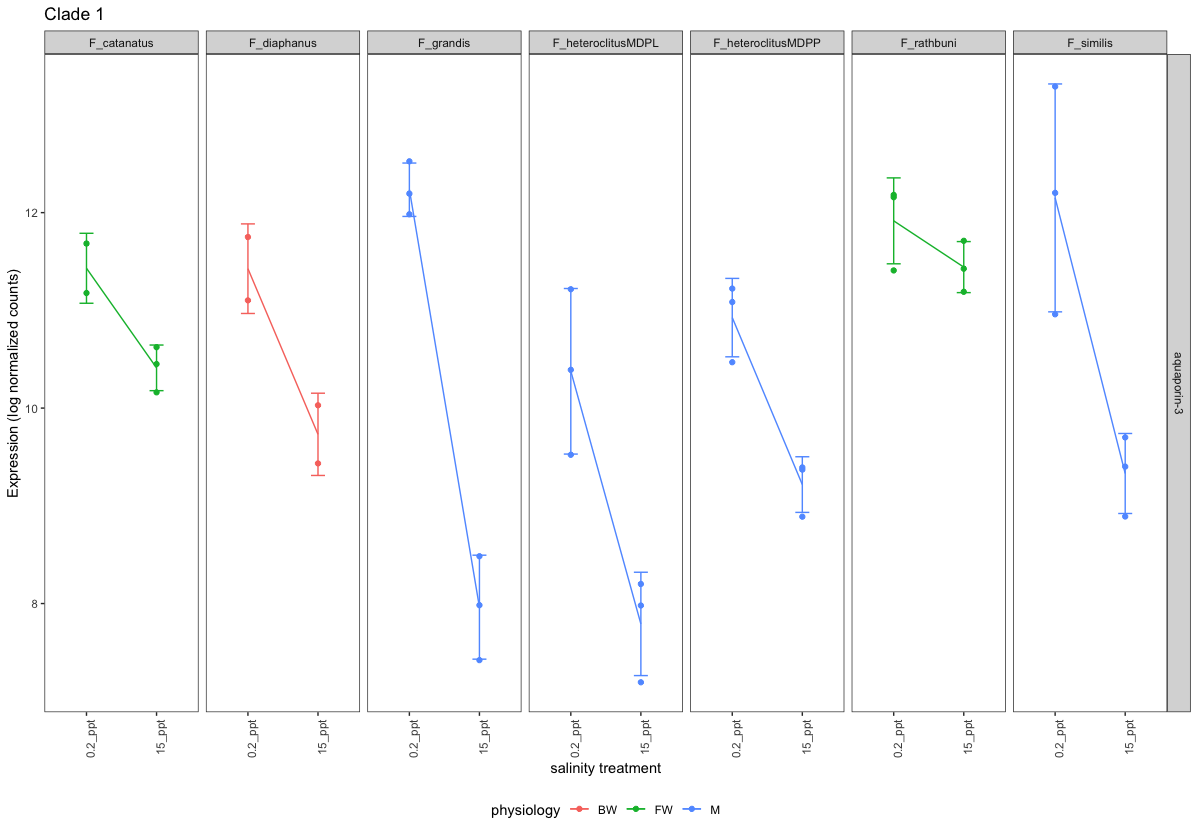 Clade 1
F_catanatus F_diaphanus F_grandis F_heteroclitusMDPL F_heteroclitusMDPP F_rathbuni F_similis
aquaporin-3
Expression (log normalized counts)
12
10
8
0.2_ppt 15_ppt 0.2_ppt 15_ppt 0.2_ppt 15_ppt 0.2_ppt 15_ppt 0.2_ppt 15_ppt 0.2_ppt 15_ppt 0.2_ppt 15_ppt
salinity treatment
physiology BW FW M